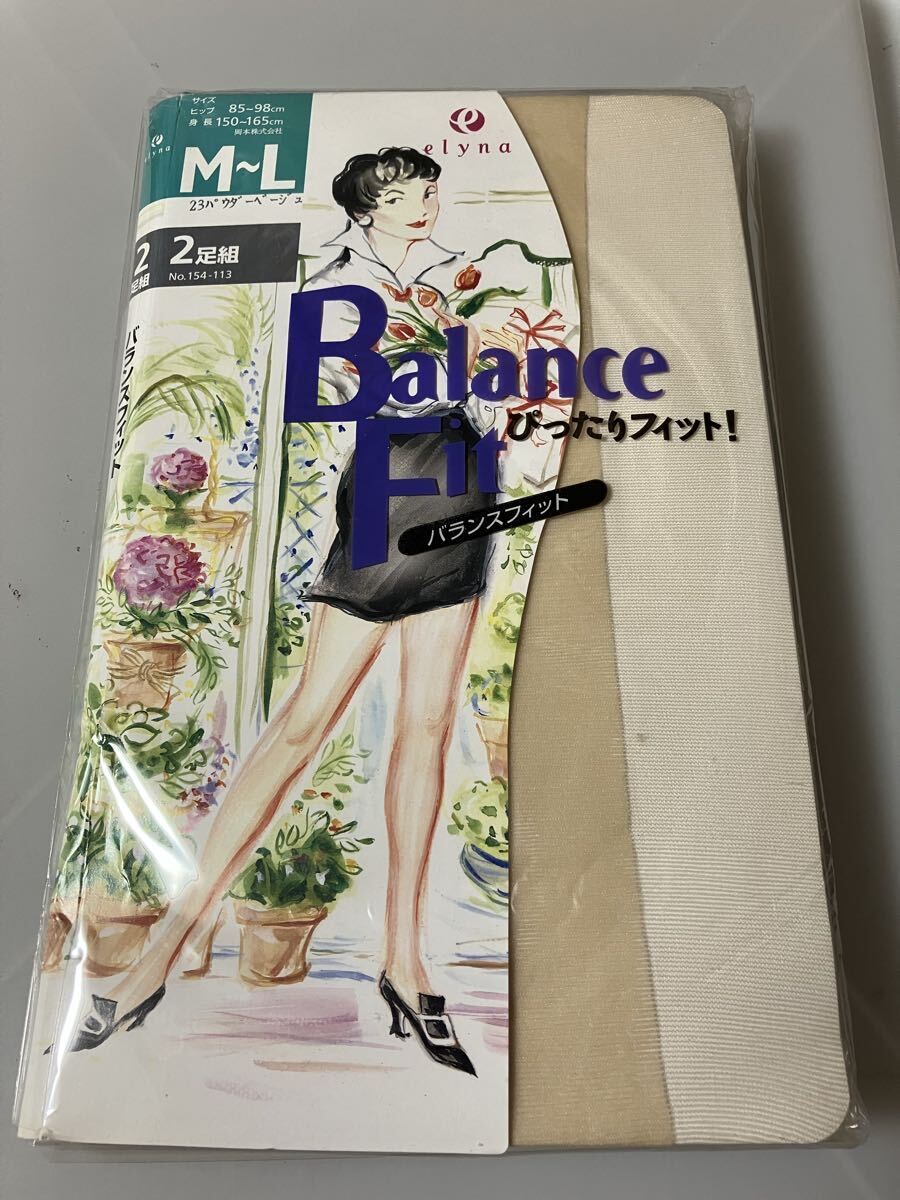 サイズ
ヒップ 85~98cm
身長 150~165cm
岡本株式会社
M~L
23パウダーベージュ
2足組
No.154-113
elyna
Balance
Fit
ぴったりフィット!
バランスフィット
elyna
2
足組
バランスフィット